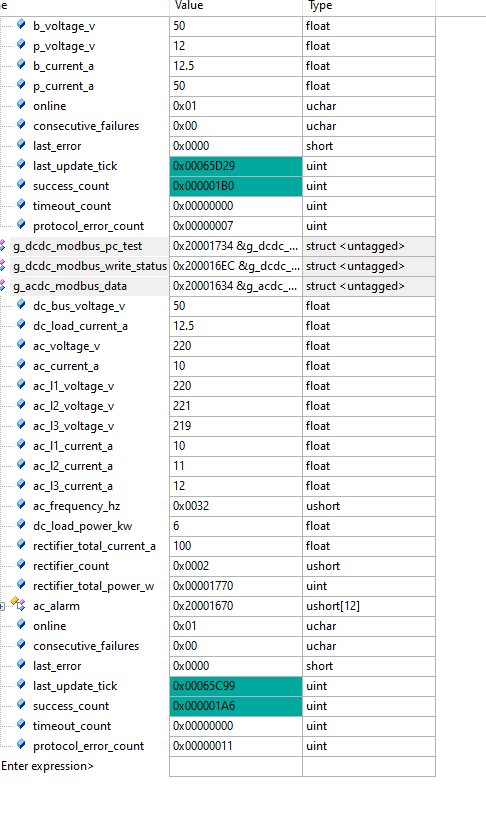 e Value Type
b_voltage_v 50 float
p_voltage_v 12 float
b_current_a 12.5 float
p_current_a 50 float
online 0x01 uchar
consecutive_failures 0x00 uchar
last_error 0x0000 short
last_update_tick 0x00065D29 uint
success_count 0x000001B0 uint
timeout_count 0x00000000 uint
protocol_error_count 0x00000007 uint
g_dcdc_modbus_pc_test 0x20001734 &g_dcdc_... struct <untagged>
g_dcdc_modbus_write_status 0x200016EC &g_dcdc_... struct <untagged>
g_acdc_modbus_data 0x20001634 &g_acdc_... struct <untagged>
dc_bus_voltage_v 50 float
dc_load_current_a 12.5 float
ac_voltage_v 220 float
ac_current_a 10 float
ac_l1_voltage_v 220 float
ac_l2_voltage_v 221 float
ac_l3_voltage_v 219 float
ac_l1_current_a 10 float
ac_l2_current_a 11 float
ac_l3_current_a 12 float
ac_frequency_hz 0x0032 ushort
dc_load_power_kw 6 float
rectifier_total_current_a 100 float
rectifier_count 0x0002 ushort
rectifier_total_power_w 0x00001770 uint
ac_alarm 0x20001670 ushort[12]
online 0x01 uchar
consecutive_failures 0x00 uchar
last_error 0x0000 short
last_update_tick 0x00065C99 uint
success_count 0x000001A6 uint
timeout_count 0x00000000 uint
protocol_error_count 0x00000011 uint
Enter expression>